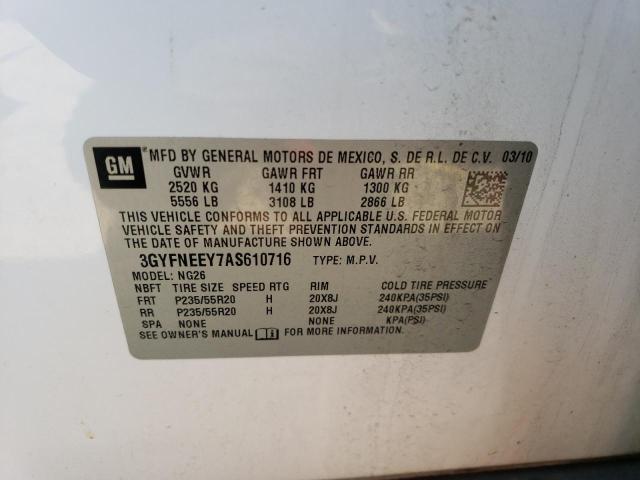 GM
MFD BY GENERAL MOTORS DE MEXICO, S. DE R.L. DE C.V. 03/10
GVWR GAWR FRT GAWR RR
2520 KG 1410 KG 1300 KG
5556 LB 3108 LB 2866 LB
THIS VEHICLE CONFORMS TO ALL APPLICABLE U.S. FEDERAL MOTOR
VEHICLE SAFETY AND THEFT PREVENTION STANDARDS IN EFFECT ON
THE DATE OF MANUFACTURE SHOWN ABOVE.
3GYFNEEY7AS610716 TYPE: M.P.V.
MODEL: NG26
NBFT TIRE SIZE SPEED RTG RIM COLD TIRE PRESSURE
FRT P235/55R20 H 20X8J 240KPA(35PSI)
RR P235/55R20 H 20X8J 240KPA(35PSI)
SPA NONE NONE KPA(PSI)
SEE OWNER'S MANUAL i FOR MORE INFORMATION.